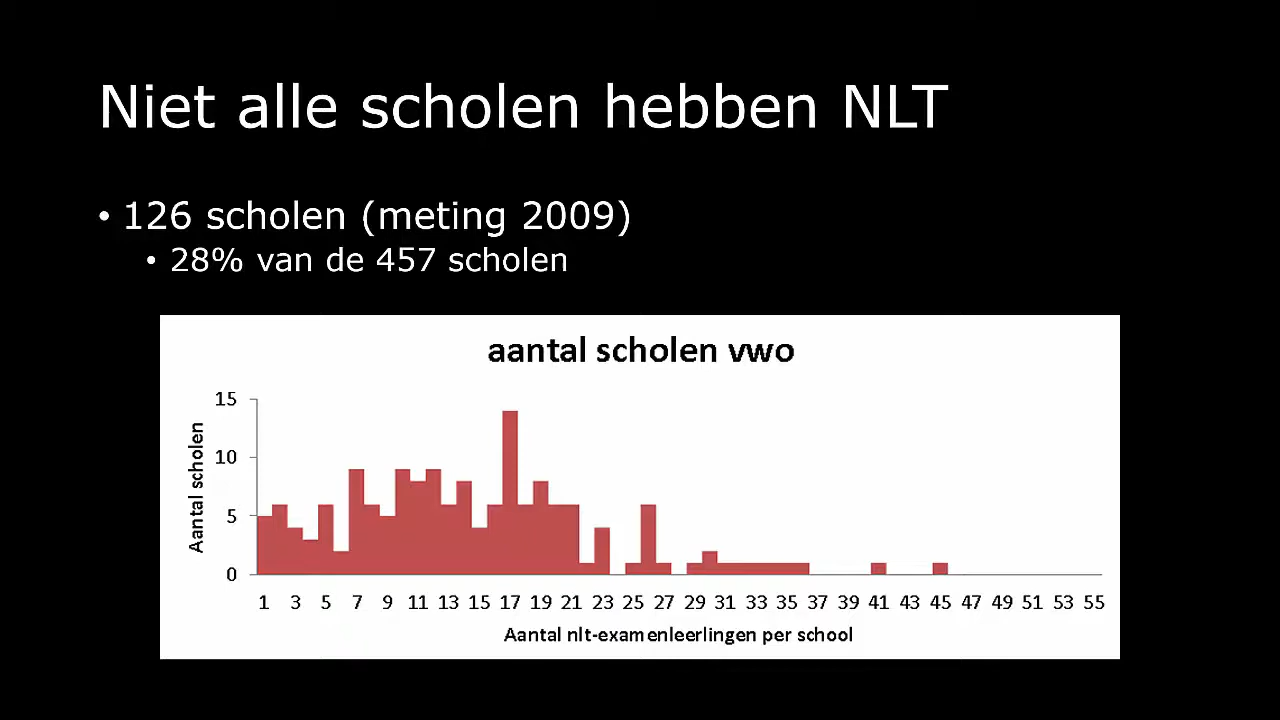 Niet alle scholen hebben NLT
• 126 scholen (meting 2009)
• 28% van de 457 scholen
aantal scholen vwo
Aantal scholen
15
10
5
0
1 3 5 7 9 11 13 15 17 19 21 23 25 27 29 31 33 35 37 39 41 43 45 47 49 51 53 55
Aantal nlt-examenleerlingen per school